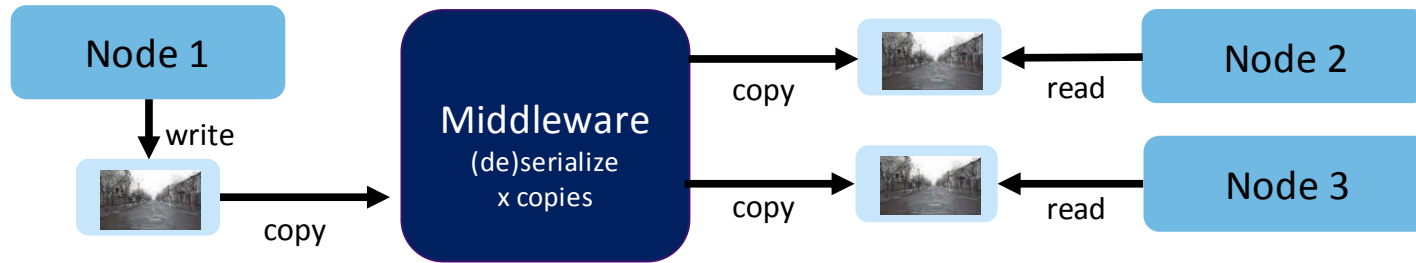 Node 1
write
copy
Middleware
(de)serialize
x copies
copy
read
Node 2
copy
read
Node 3